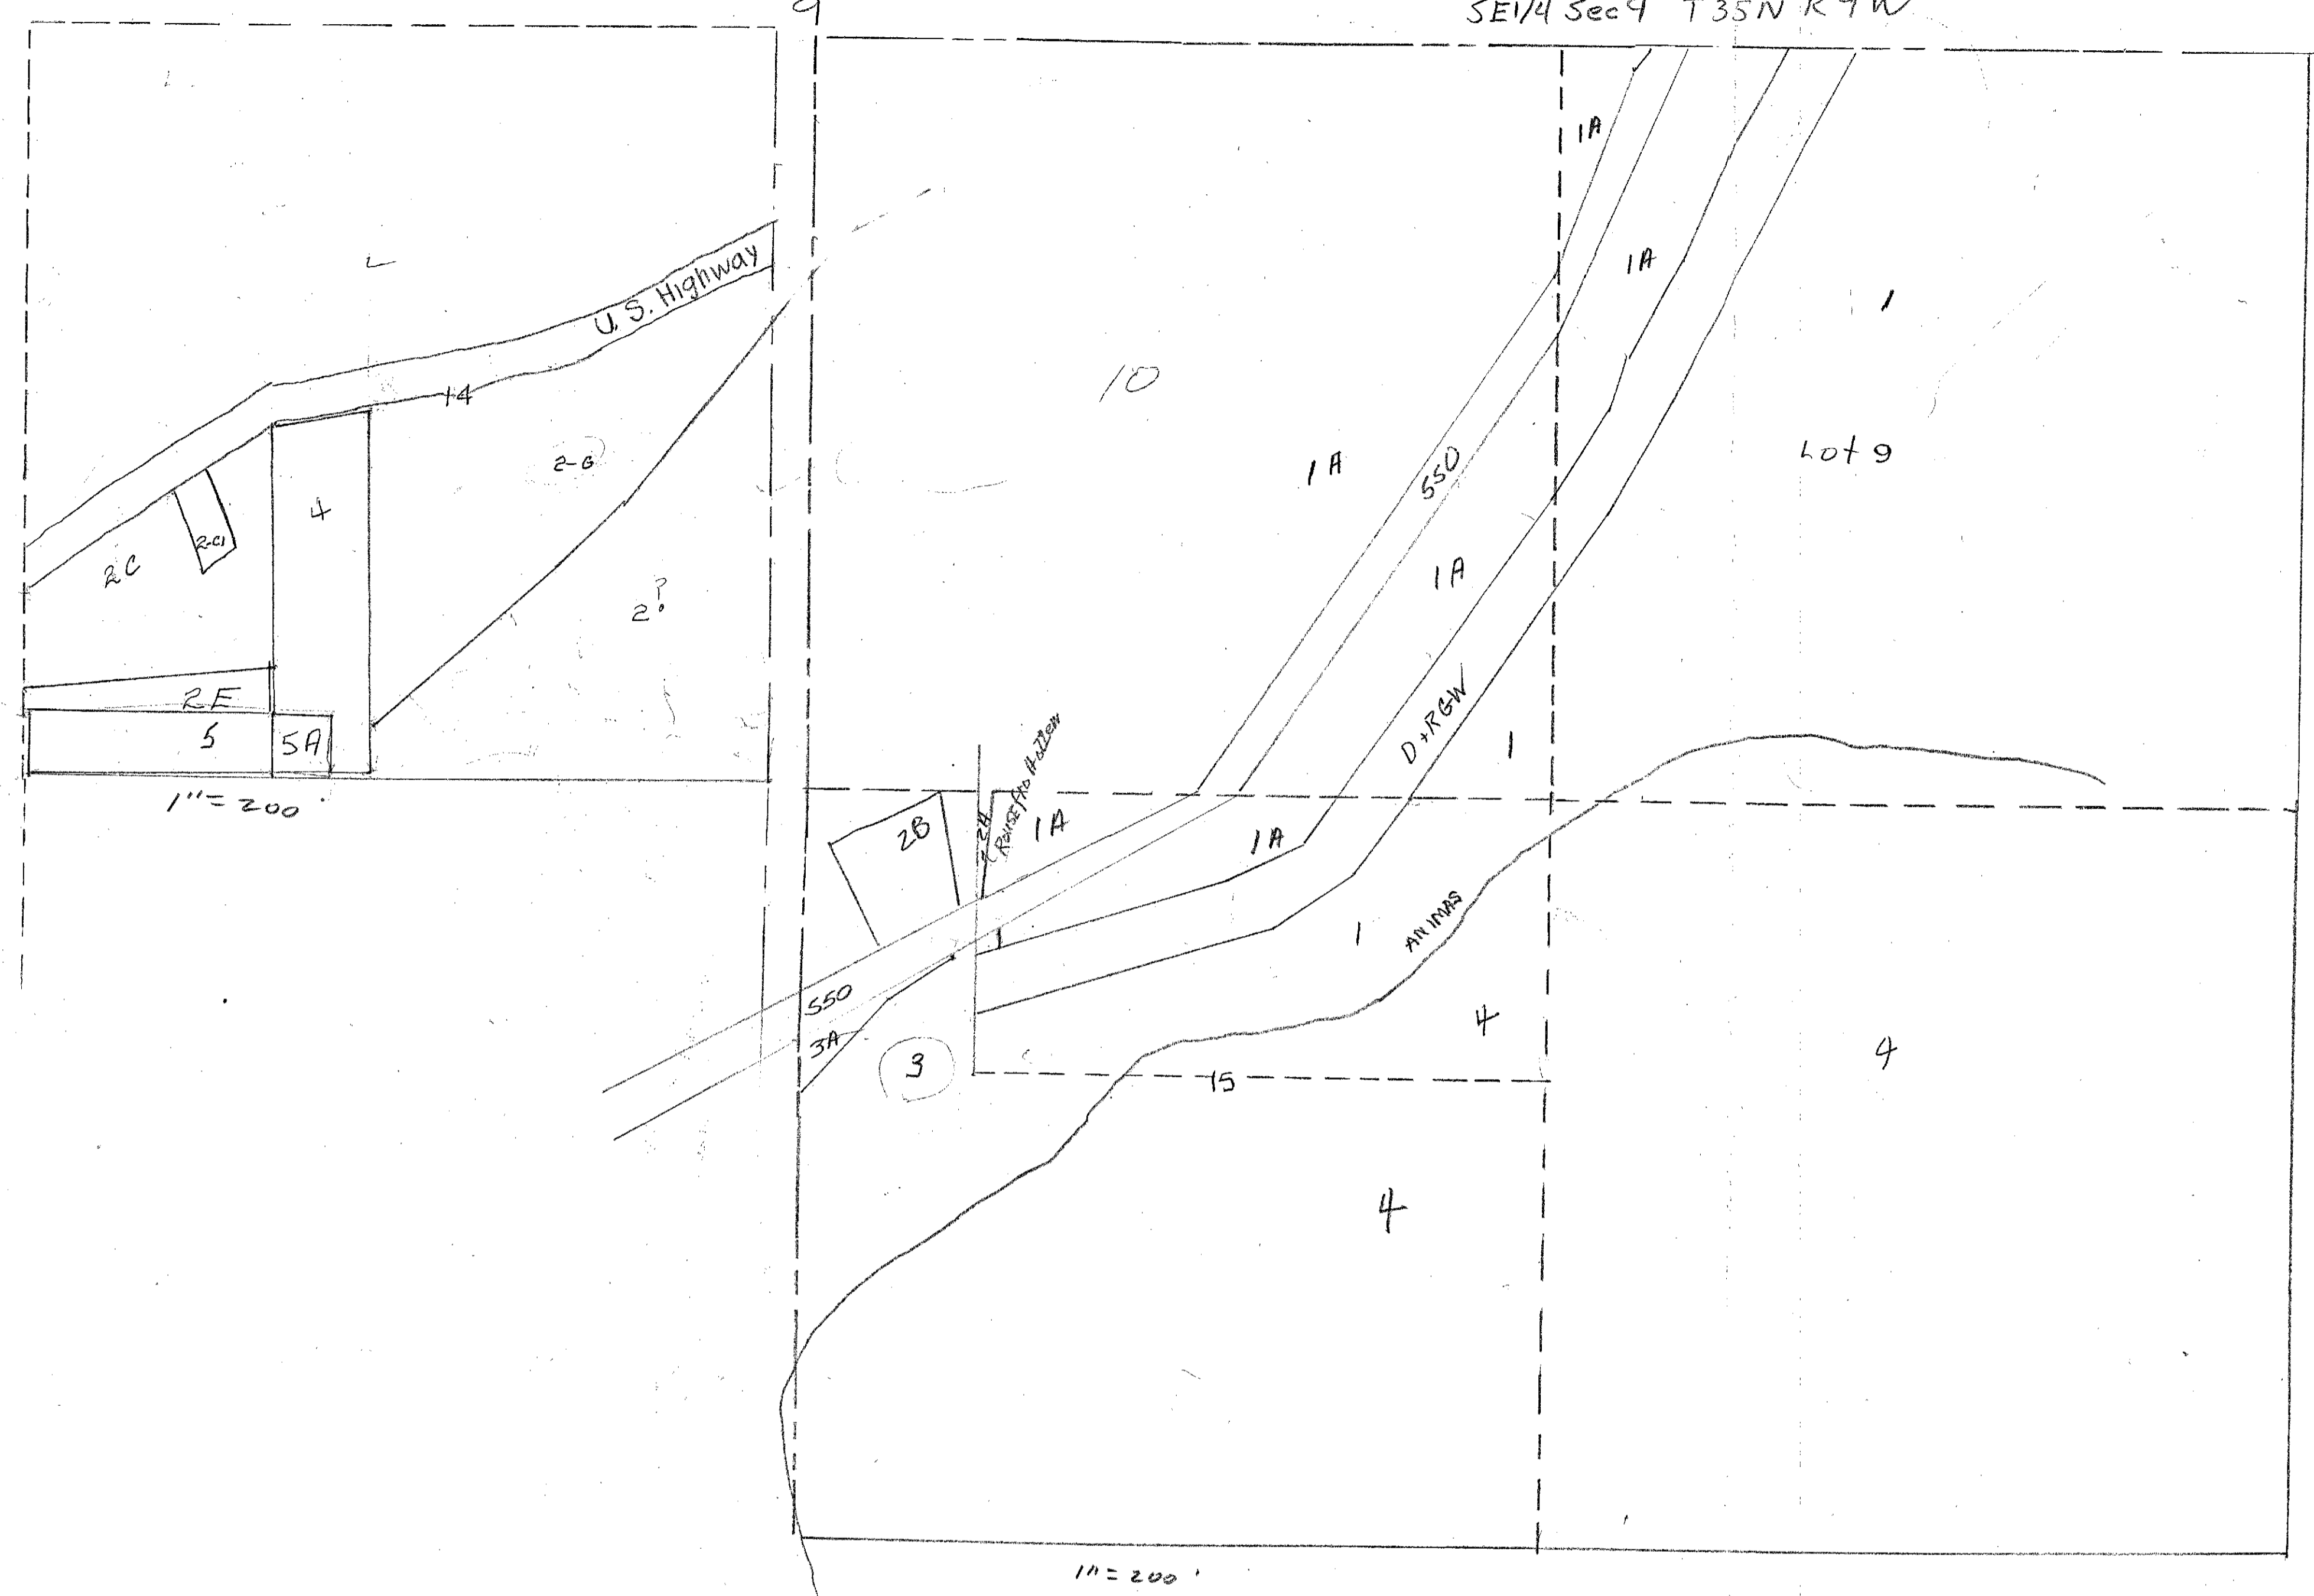 9
SE1/4 Sec 9 T35N R9W
1A
U.S. Highway
1A
1
14
10
2-G
1A
550
Lot 9
4
2-C1
2C
1A
2?
2E
5
5A
D+RGW
1
1"=200'
2B
2A
1A
1A
ANIMAS
1
550
3A
3
4
4
15
4
1"=200'